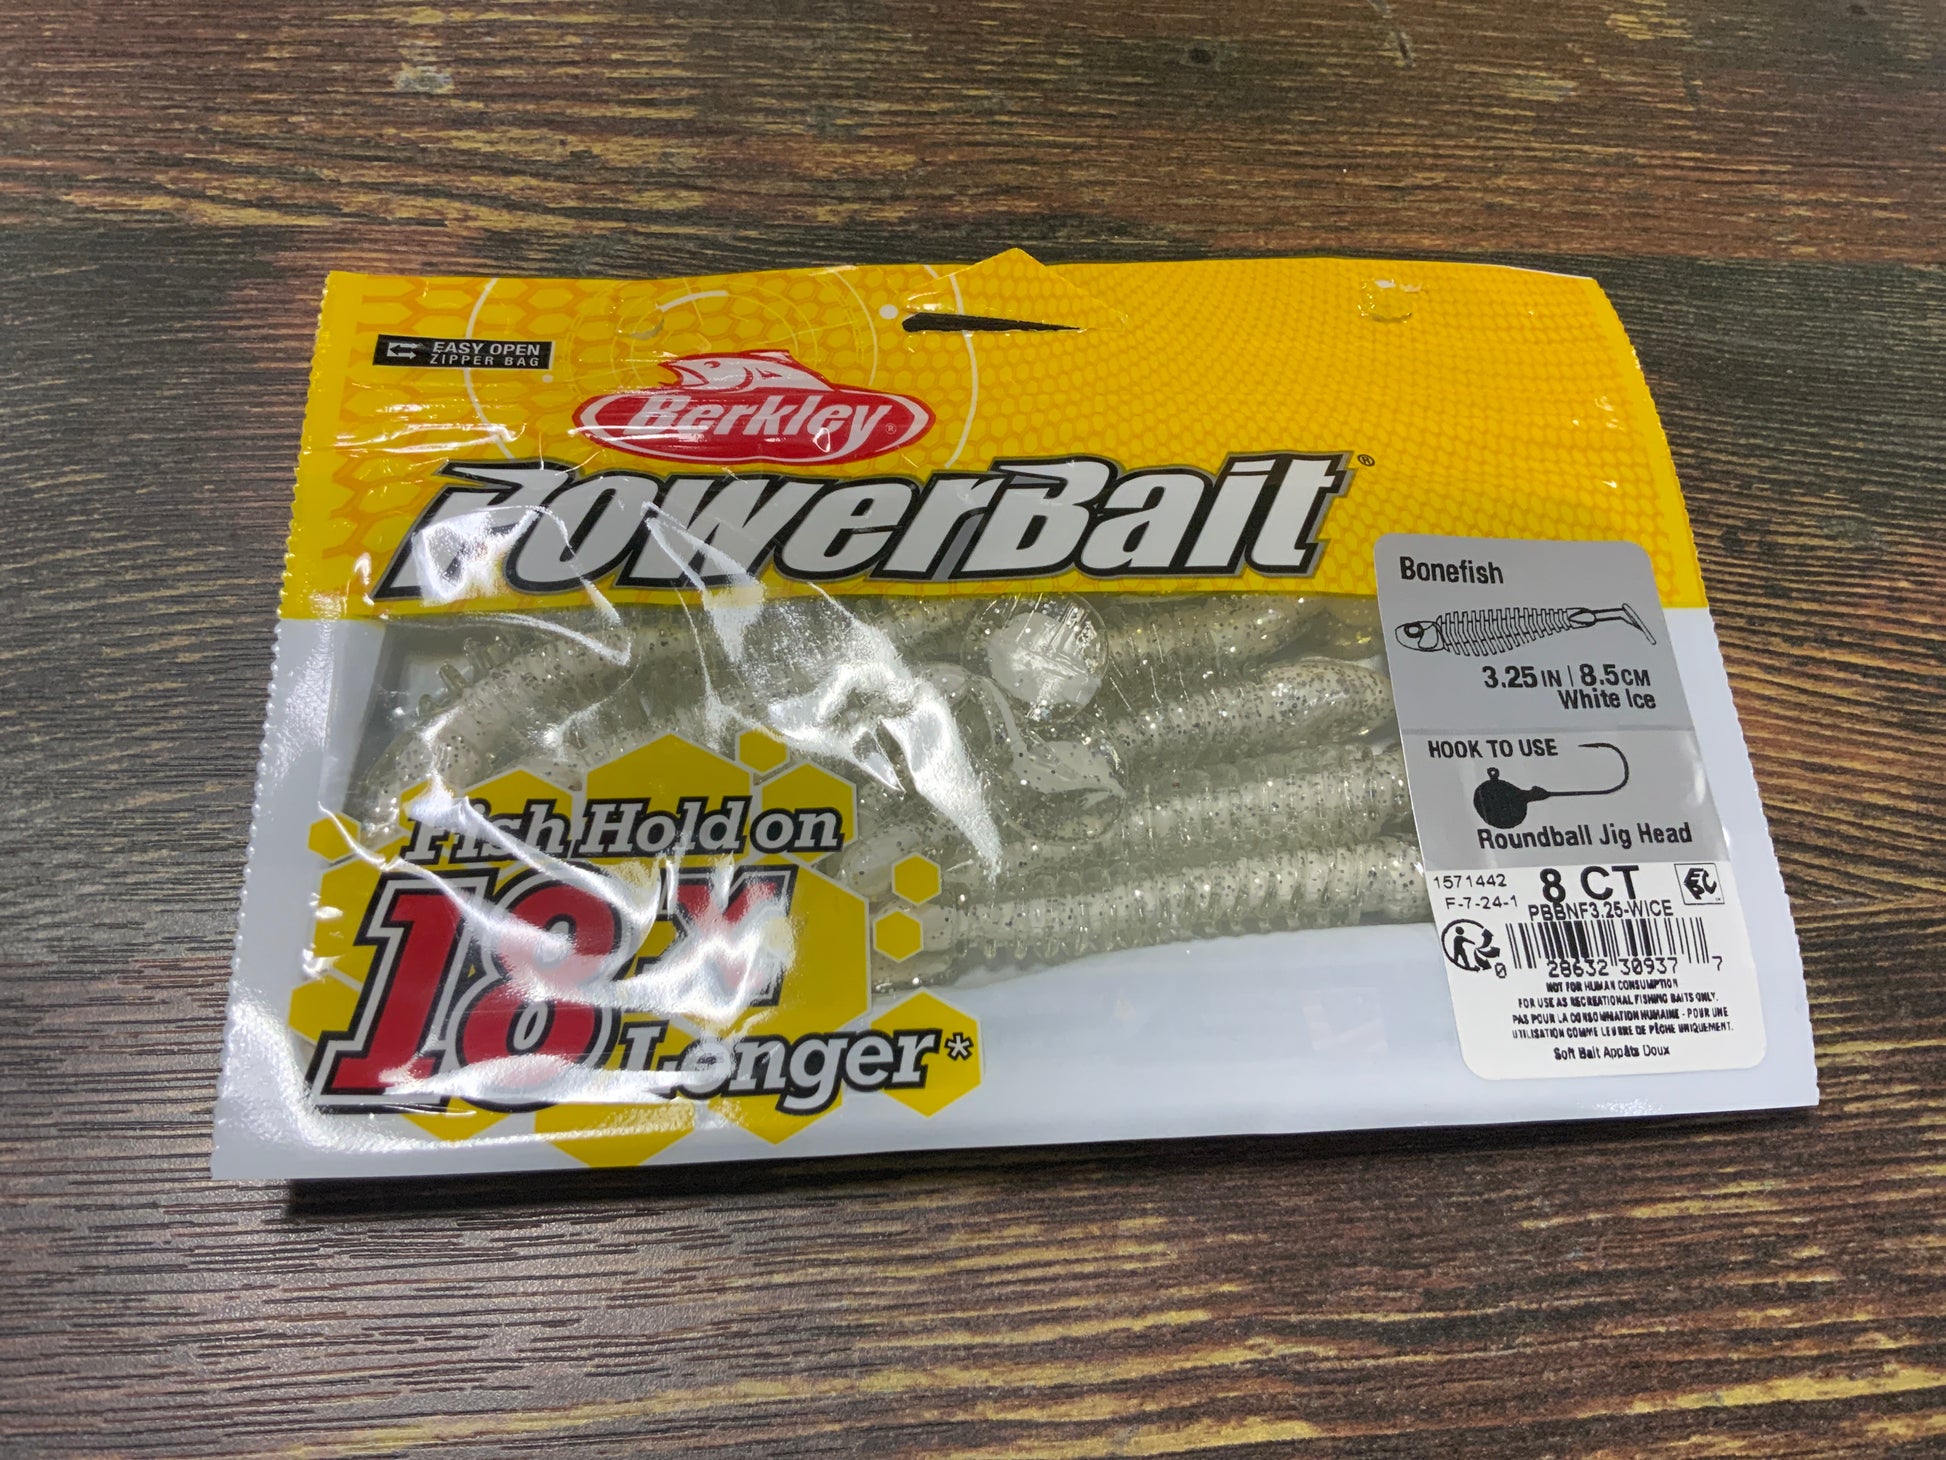 EASY OPEN
ZIPPER BAG
Berkley®
PowerBait®
Fish Hold on
18X
Longer*
Bonefish
3.25 IN | 8.5 CM
White Ice
HOOK TO USE
Roundball Jig Head
1571442 8 CT
F-7-24-1 PBBNF3.25-WICE
0 28632 30937 7
NOT FOR HUMAN CONSUMPTION
FOR USE AS RECREATIONAL FISHING BAITS ONLY.
PAS POUR LA CONSOMMATION HUMAINE - POUR UNE
UTILISATION COMME LEURRE DE PÊCHE UNIQUEMENT.
Soft Bait Appâts Doux